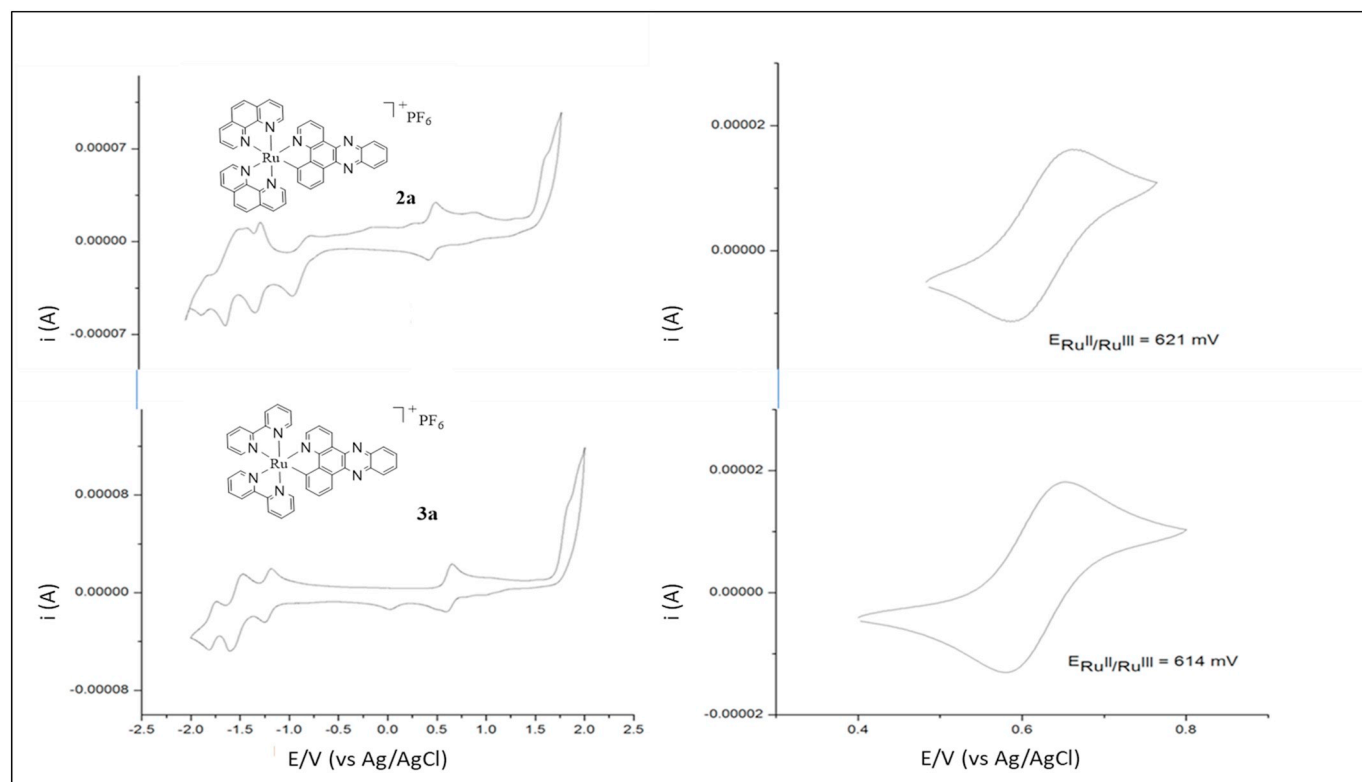 0.00007
0.00000
-0.00007
i (A)
N
N
N
N
Ru
N
N
N
⁺
PF6
2a
0.00002
0.00000
i (A)
E RuII/RuIII = 621 mV
0.00008
0.00000
-0.00008
i (A)
N
N
N
N
Ru
N
N
N
⁺
PF6
3a
-2.5 -2.0 -1.5 -1.0 -0.5 0.0 0.5 1.0 1.5 2.0 2.5
E/V (vs Ag/AgCl)
0.00002
0.00000
-0.00002
i (A)
E RuII/RuIII = 614 mV
0.4 0.6 0.8
E/V (vs Ag/AgCl)